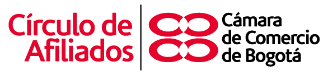 Círculo de
Afiliados
Cámara
de Comercio
de Bogotá